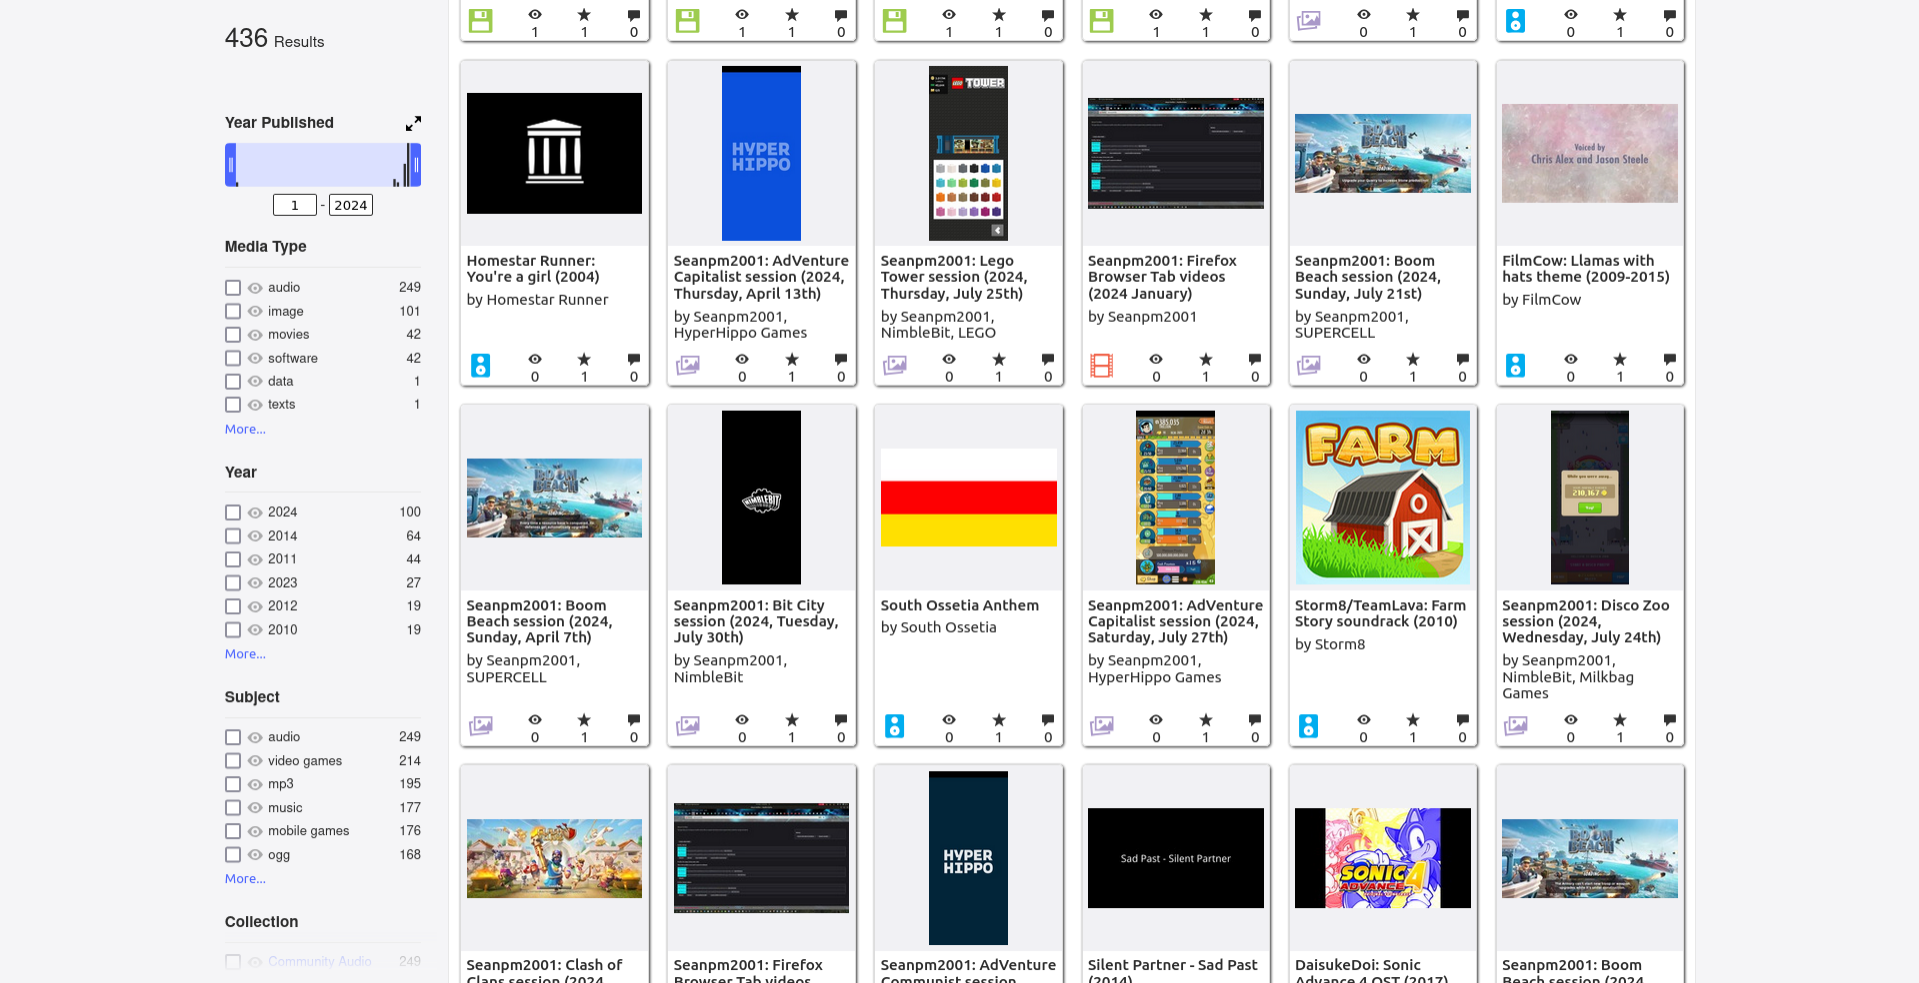 436 Results
Year Published
1 - 2024
Media Type
audio 249
image 101
movies 42
software 42
data 1
texts 1
More...
Year
2024 100
2014 64
2011 44
2023 27
2012 19
2010 19
More...
Subject
audio 249
video games 214
mp3 195
music 177
mobile games 176
ogg 168
More...
Collection
Community Audio 249
1 1 0
1 1 0
1 1 0
1 1 0
0 1 0
0 1 0
Homestar Runner:
You're a girl (2004)
by Homestar Runner
0 1 0
HYPER
HIPPO
Seanpm2001: AdVenture
Capitalist session (2024,
Thursday, April 13th)
by Seanpm2001,
HyperHippo Games
0 1 0
LEGO TOWER
Seanpm2001: Lego
Tower session (2024,
Thursday, July 25th)
by Seanpm2001,
NimbleBit, LEGO
0 1 0
Seanpm2001: Firefox
Browser Tab videos
(2024 January)
by Seanpm2001
0 1 0
BOOM
BEACH
Seanpm2001: Boom
Beach session (2024,
Sunday, July 21st)
by Seanpm2001,
SUPERCELL
0 1 0
Voiced by
Chris Alex and Jason Steele
FilmCow: Llamas with
hats theme (2009-2015)
by FilmCow
0 1 0
BOOM
BEACH
Seanpm2001: Boom
Beach session (2024,
Sunday, April 7th)
by Seanpm2001,
SUPERCELL
0 1 0
NIMBLEBIT
Seanpm2001: Bit City
session (2024, Tuesday,
July 30th)
by Seanpm2001,
NimbleBit
0 1 0
South Ossetia Anthem
by South Ossetia
0 1 0
Seanpm2001: AdVenture
Capitalist session (2024,
Saturday, July 27th)
by Seanpm2001,
HyperHippo Games
0 1 0
FARM
Storm8/TeamLava: Farm
Story soundrack (2010)
by Storm8
0 1 0
While you were away...
210,167
Seanpm2001: Disco Zoo
session (2024,
Wednesday, July 24th)
by Seanpm2001,
NimbleBit, Milkbag
Games
0 1 0
Seanpm2001: Clash of
Clans session (2024,
Seanpm2001: Firefox
Browser Tab videos
HYPER
HIPPO
Seanpm2001: AdVenture
Communist session
Sad Past - Silent Partner
Silent Partner - Sad Past
(2014)
SONIC
ADVANCE 4
DaisukeDoi: Sonic
Advance 4 OST (2017)
BOOM
BEACH
Seanpm2001: Boom
Beach session (2024,